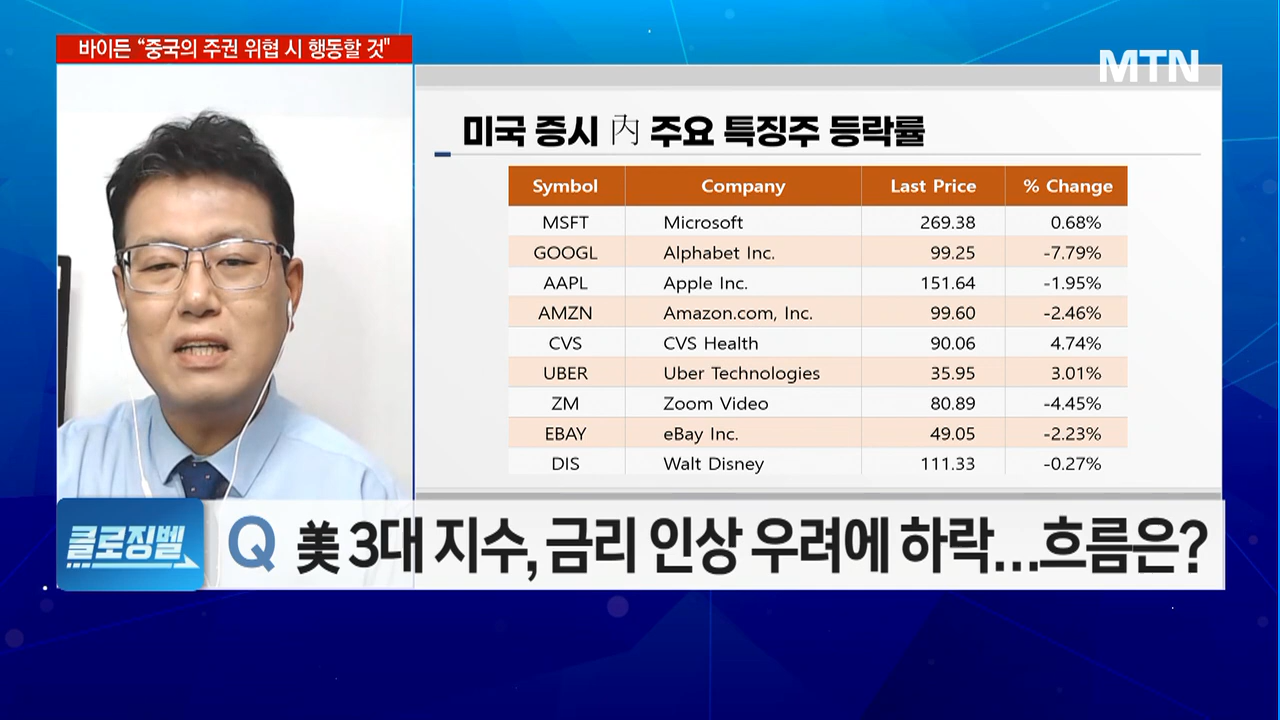 바이든 “중국의 주권 위협 시 행동할 것"
MTN
미국 증시 內 주요 특징주 등락률
Symbol Company Last Price % Change
MSFT Microsoft 269.38 0.68%
GOOGL Alphabet Inc. 99.25 -7.79%
AAPL Apple Inc. 151.64 -1.95%
AMZN Amazon.com, Inc. 99.60 -2.46%
CVS CVS Health 90.06 4.74%
UBER Uber Technologies 35.95 3.01%
ZM Zoom Video 80.89 -4.45%
EBAY eBay Inc. 49.05 -2.23%
DIS Walt Disney 111.33 -0.27%
클로징벨
Q 美 3대 지수, 금리 인상 우려에 하락…흐름은?